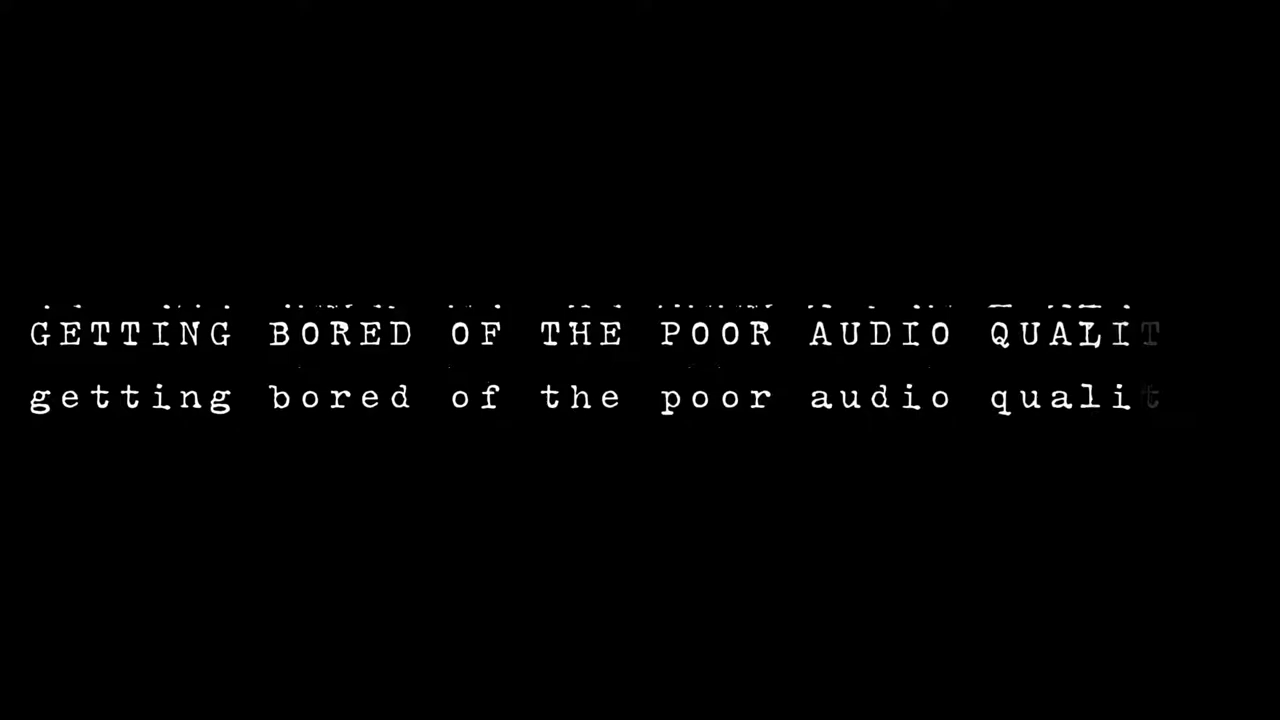 GETTING BORED OF THE POOR AUDIO QUALIT
getting bored of the poor audio qualit